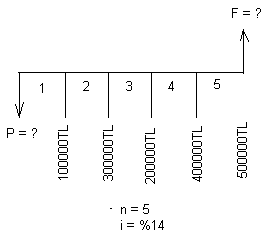 F = ?
1 2 3 4 5
P = ?
100000TL
300000TL
200000TL
400000TL
500000TL
n = 5
i = %14